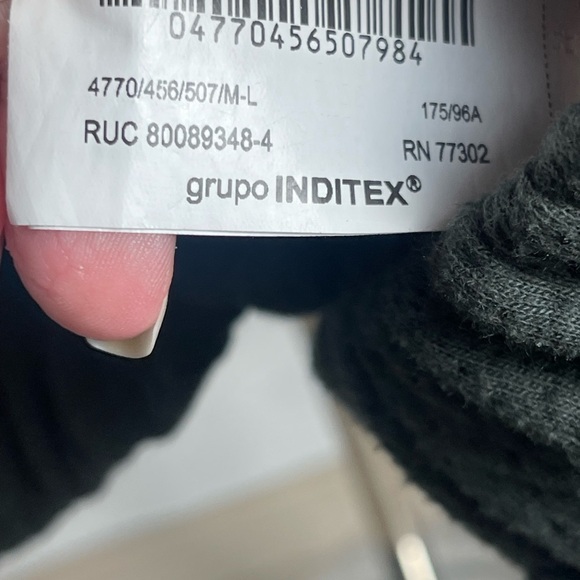 04770456507984
4770/456/507/M-L
175/96A
RUC 80089348-4
RN 77302
grupo INDITEX®